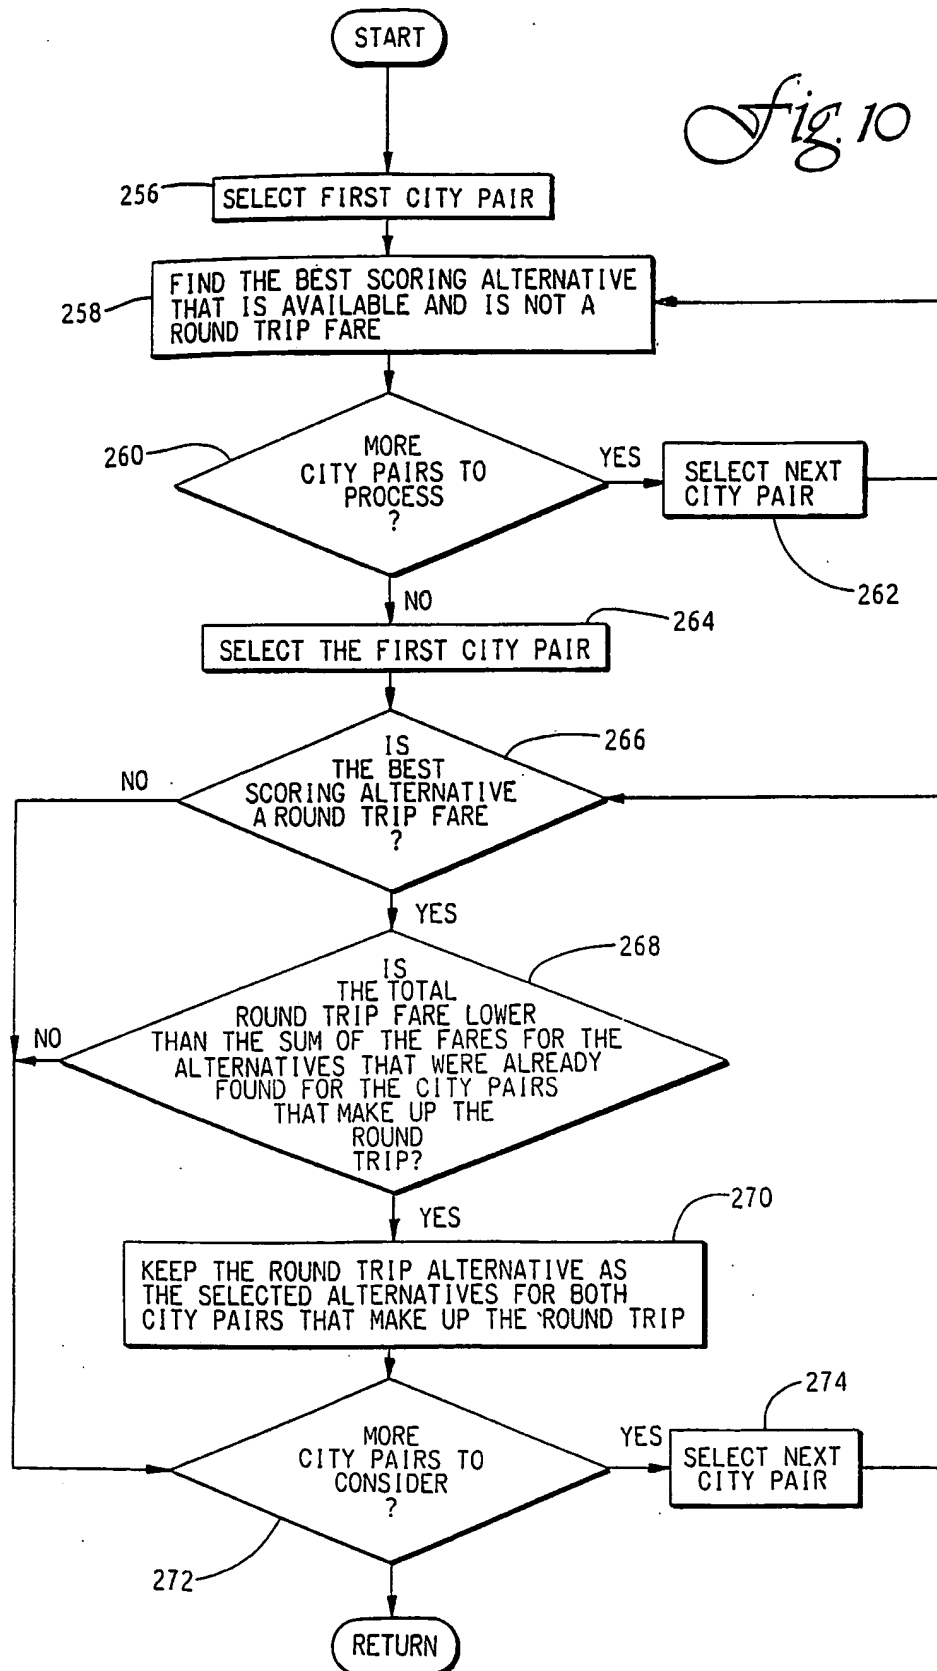 START
Fig. 10
256
SELECT FIRST CITY PAIR
258
FIND THE BEST SCORING ALTERNATIVE
THAT IS AVAILABLE AND IS NOT A
ROUND TRIP FARE
260
MORE
CITY PAIRS TO
PROCESS
?
YES
SELECT NEXT
CITY PAIR
262
NO
264
SELECT THE FIRST CITY PAIR
266
IS
THE BEST
SCORING ALTERNATIVE
A ROUND TRIP FARE
?
NO
YES
268
IS
THE TOTAL
ROUND TRIP FARE LOWER
THAN THE SUM OF THE FARES FOR THE
ALTERNATIVES THAT WERE ALREADY
FOUND FOR THE CITY PAIRS
THAT MAKE UP THE
ROUND
TRIP?
NO
YES
270
KEEP THE ROUND TRIP ALTERNATIVE AS
THE SELECTED ALTERNATIVES FOR BOTH
CITY PAIRS THAT MAKE UP THE ROUND TRIP
274
MORE
CITY PAIRS TO
CONSIDER
?
YES
SELECT NEXT
CITY PAIR
272
RETURN